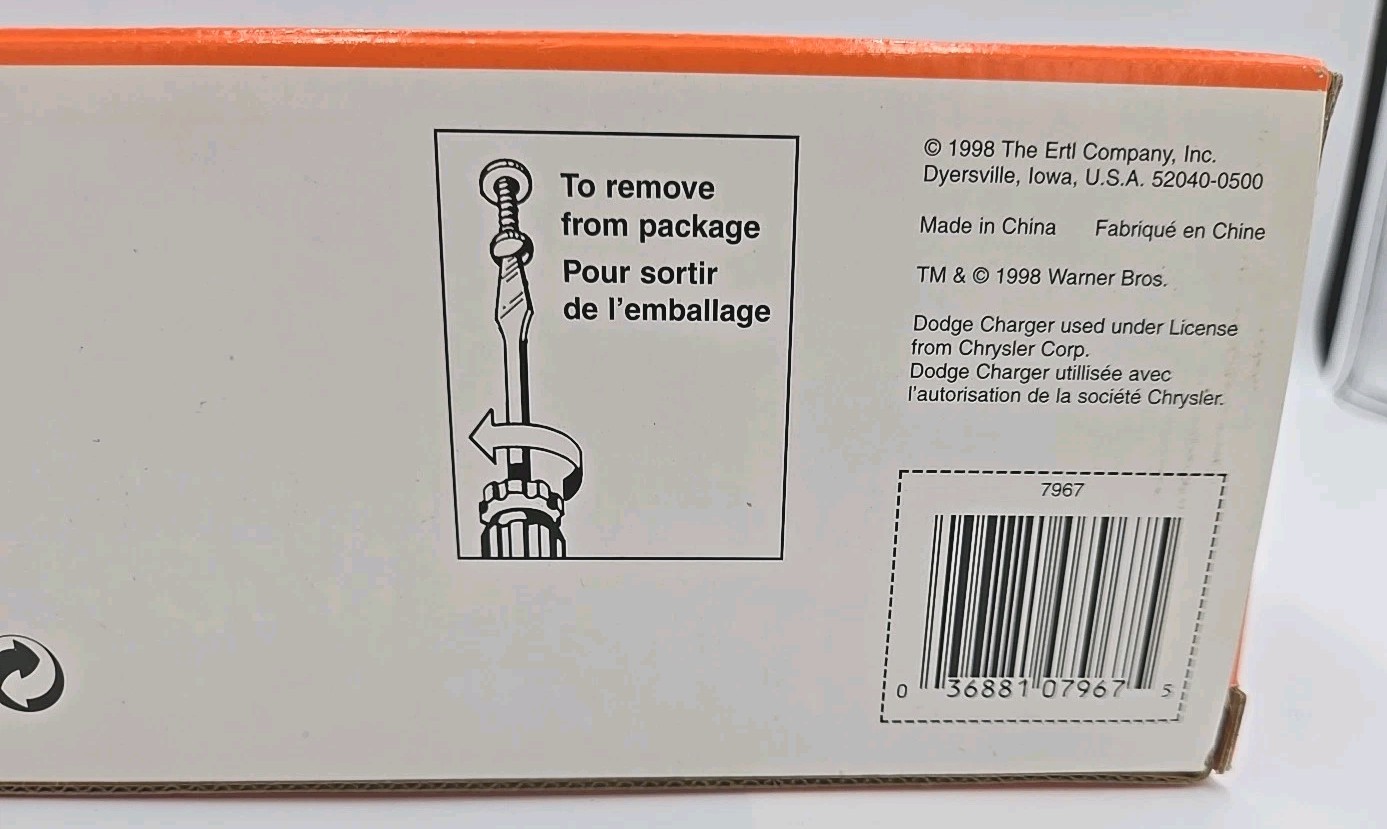 To remove
from package
Pour sortir
de l'emballage
© 1998 The Ertl Company, Inc.
Dyersville, Iowa, U.S.A. 52040-0500
Made in China Fabriqué en Chine
TM & © 1998 Warner Bros.
Dodge Charger used under License
from Chrysler Corp.
Dodge Charger utillisée avec
l'autorisation de la société Chrysler.
7967
0 36881 07967 5